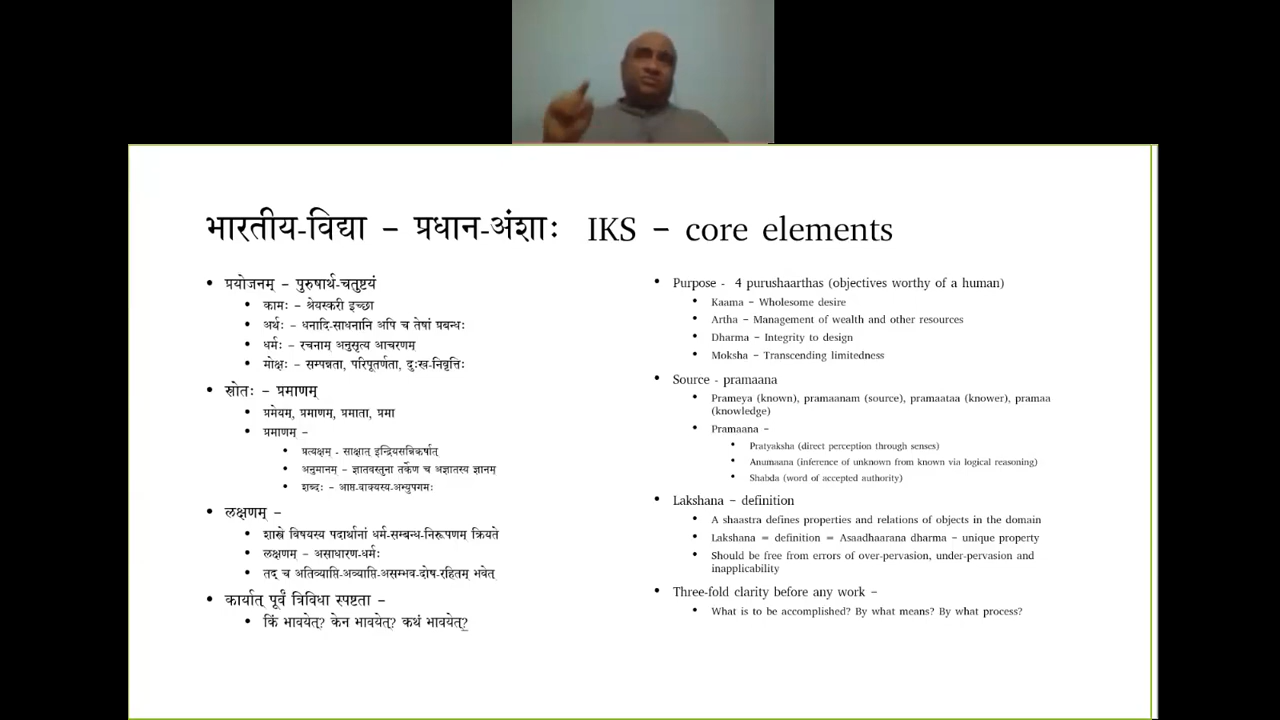 भारतीय-विद्या – प्रधान-अंशाः IKS – core elements
• प्रयोजनम् – पुरुषार्थ-चतुष्टयं
• कामः – श्रेयस्करी इच्छा
• अर्थः – धनादि-साधनानि अपि च तेषां प्रबन्धः
• धर्मः – रचनाम् अनुसृत्य आचरणम्
• मोक्षः – सम्पन्नता, परिपूतर्णता, दुःख-निवृत्तिः
• स्रोतः – प्रमाणम्
• प्रमेयम्, प्रमाणम्, प्रमाता, प्रमा
• प्रमाणम् –
• प्रत्यक्षम् - साक्षात् इन्द्रियसन्निकर्षात्
• अनुमानम् – ज्ञातवस्तुना तर्केण च अज्ञातस्य ज्ञानम्
• शब्दः – आप्त-वाक्यस्य-अभ्युपगमः
• लक्षणम् –
• शास्त्रे विषयस्य पदार्थानां धर्म-सम्बन्ध-निरूपणम् क्रियते
• लक्षणम् – असाधारण-धर्मः
• तद् च अतिव्याप्ति-अव्याप्ति-असम्भव-दोष-रहितम् भवेत्
• कार्यात् पूर्वं त्रिविधा स्पष्टता –
• किं भावयेत्? केन भावयेत्? कथं भावयेत्?
• Purpose - 4 purushaarthas (objectives worthy of a human)
• Kaama – Wholesome desire
• Artha – Management of wealth and other resources
• Dharma – Integrity to design
• Moksha – Transcending limitedness
• Source - pramaana
• Prameya (known), pramaanam (source), pramaataa (knower), pramaa
(knowledge)
• Pramaana –
• Pratyaksha (direct perception through senses)
• Anumaana (inference of unknown from known via logical reasoning)
• Shabda (word of accepted authority)
• Lakshana – definition
• A shaastra defines properties and relations of objects in the domain
• Lakshana = definition = Asaadhaarana dharma – unique property
• Should be free from errors of over-pervasion, under-pervasion and
inapplicability
• Three-fold clarity before any work –
• What is to be accomplished? By what means? By what process?